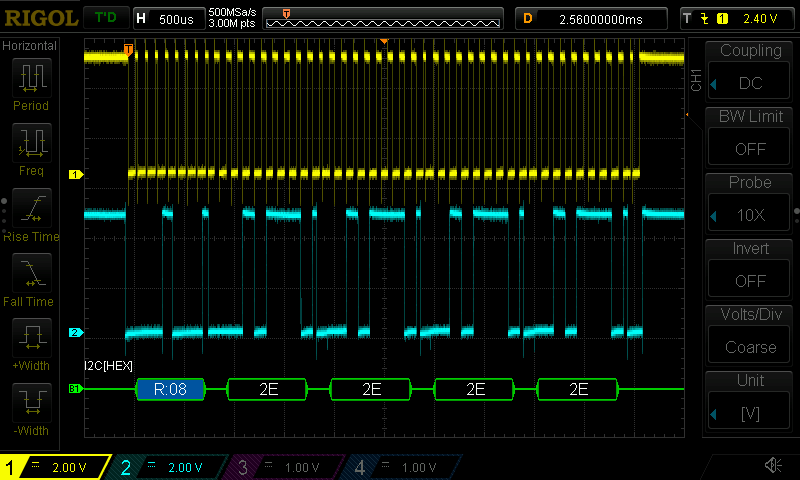 RIGOL T'D H 500us 500MSa/s 3.00M pts T D 2.56000000ms T 1 2.40 V
Horizontal
Period
Freq
Rise Time
Fall Time
+Width
-Width
T
1
2
I2C[HEX]
B1 R:08 2E 2E 2E 2E
CH1
Coupling
DC
BW Limit
OFF
Probe
10X
Invert
OFF
Volts/Div
Coarse
Unit
[V]
1 2.00 V 2 2.00 V 3 1.00 V 4 1.00 V